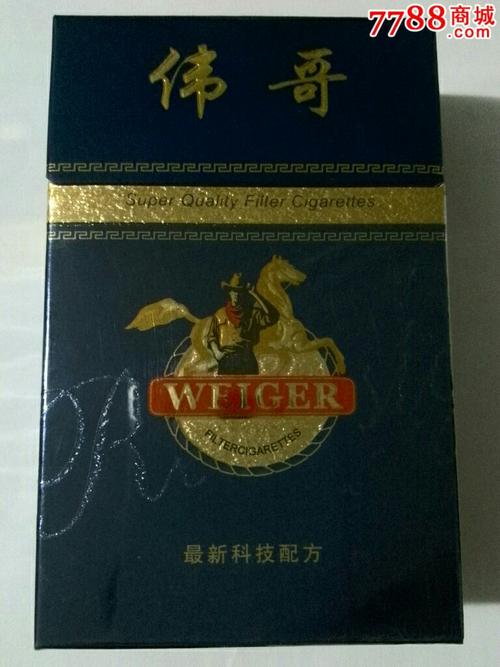 7788商城
伟哥
Super Quality Filter Cigarettes
WEIGER
FILTERCIGARETTES
最新科技配方